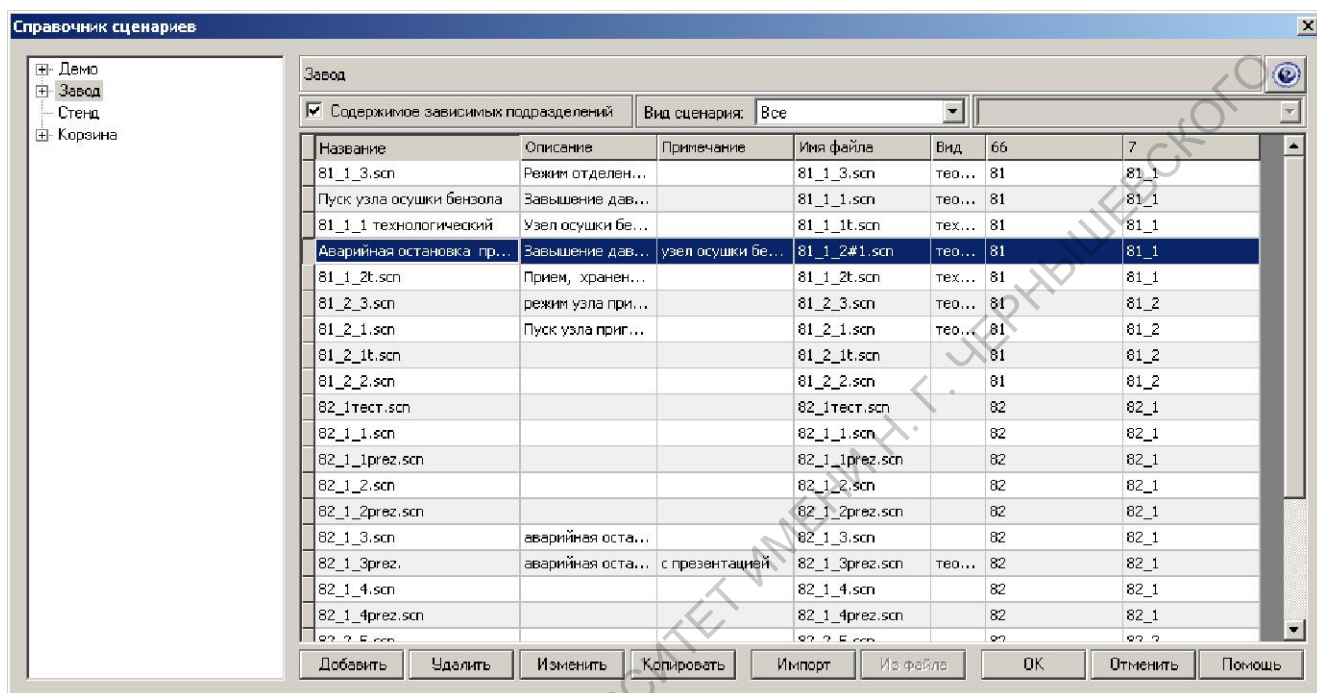 Справочник сценариев
Демо
Завод
Стенд
Корзина
Завод
Содержимое зависимых подразделений Вид сценария: Все
Название Описание Примечание Имя файла Вид 66 7
81_1_3.scn Режим отделен... 81_1_3.scn тео... 81 81_1
Пуск узла осушки бензола Завышение дав... 81_1_1.scn тео... 81 81_1
81_1_1 технологический Узел осушки бе... 81_1_1t.scn тех... 81 81_1
Аварийная остановка пр... Завышение дав... узел осушки бе... 81_1_2#1.scn тео... 81 81_1
81_1_2t.scn Прием, хранен... 81_1_2t.scn тех... 81 81_1
81_2_3.scn режим узла при... 81_2_3.scn тео... 81 81_2
81_2_1.scn Пуск узла приг... 81_2_1.scn тео... 81 81_2
81_2_1t.scn 81_2_1t.scn 81 81_2
81_2_2.scn 81_2_2.scn 81 81_2
82_1тест.scn 82_1тест.scn 82 82_1
82_1_1.scn 82_1_1.scn 82 82_1
82_1_1prez.scn 82_1_1prez.scn 82 82_1
82_1_2.scn 82_1_2.scn 82 82_1
82_1_2prez.scn 82_1_2prez.scn 82 82_1
82_1_3.scn аварийная оста... 82_1_3.scn 82 82_1
82_1_3prez. аварийная оста... с презентацией 82_1_3prez.scn тео... 82 82_1
82_1_4.scn 82_1_4.scn 82 82_1
82_1_4prez.scn 82_1_4prez.scn 82 82_1
Добавить Удалить Изменить Копировать Импорт Из файла OK Отменить Помощь
ИМЕНИ Н. Г. ЧЕРНЫШЕВСКОГО